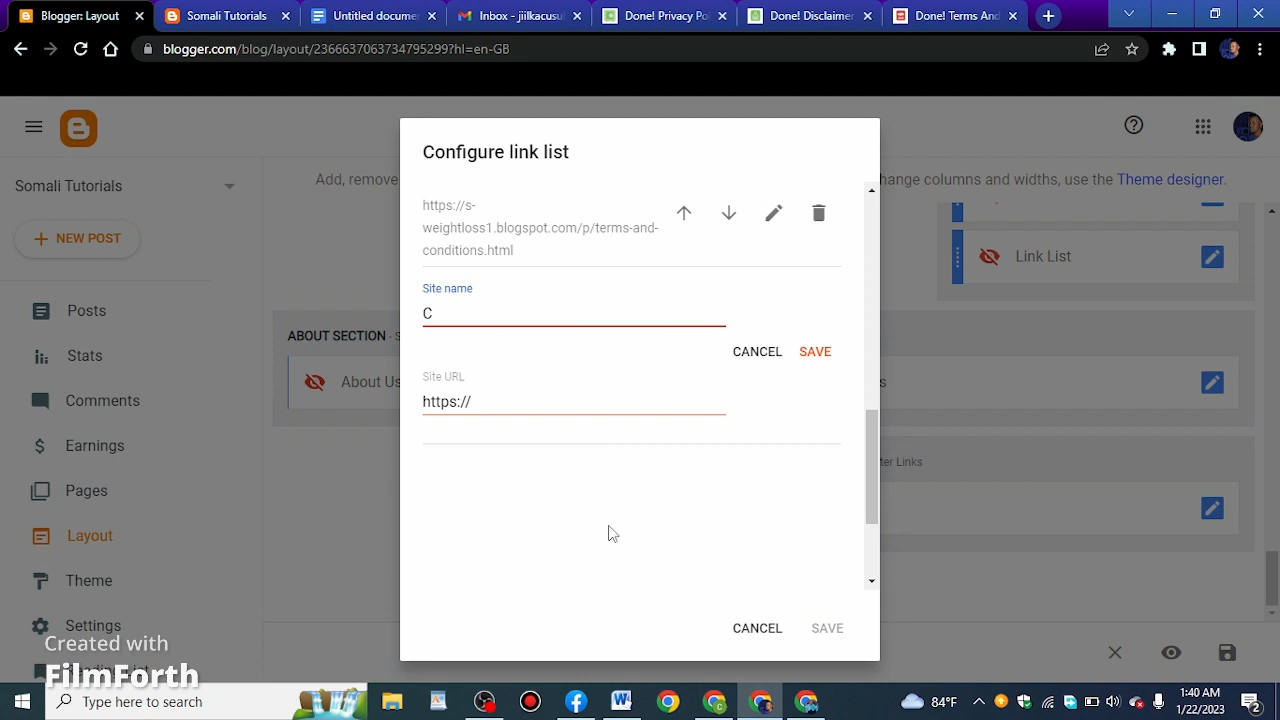 Blogger: Layout
Somali Tutorials
Untitled docume
Inbox - jiilkacusul
Done! Privacy Pol
Done! Disclaimer
Done! Terms And
blogger.com/blog/layout/2366637063734795299?hl=en-GB
Somali Tutorials
NEW POST
Posts
Stats
Comments
Earnings
Pages
Layout
Theme
Settings
Add, remove
hange columns and widths, use the Theme designer.
Link List
ABOUT SECTION - S
About Us
s
ter Links
Configure link list
https://s-
weightloss1.blogspot.com/p/terms-and-
conditions.html
Site name
C
CANCEL SAVE
Site URL
https://
CANCEL SAVE
Created with
FilmForth
Type here to search
84°F
1:40 AM
1/22/2023
2